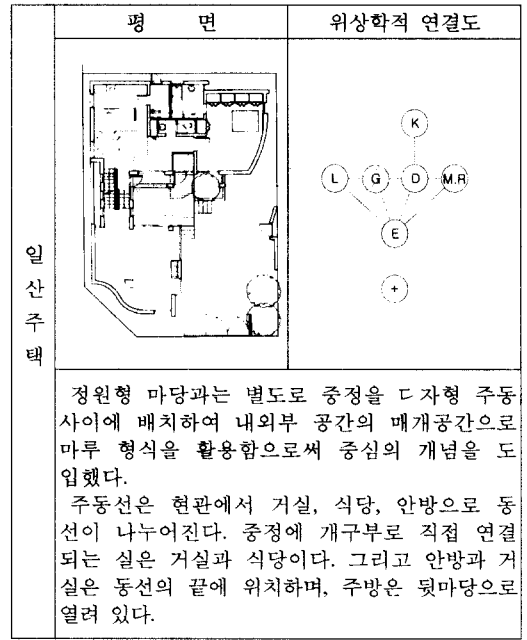 평 면
위상학적 연결도
K
L
G
D
M.R
E
+
일
산
주
택
정원형 마당과는 별도로 중정을 ㄷ자형 주동
사이에 배치하여 내외부 공간의 매개공간으로
마루 형식을 활용함으로써 중심의 개념을 도
입했다.
주동선은 현관에서 거실, 식당, 안방으로 동
선이 나누어진다. 중정에 개구부로 직접 연결
되는 실은 거실과 식당이다. 그리고 안방과 거
실은 동선의 끝에 위치하며, 주방은 뒷마당으로
열려 있다.